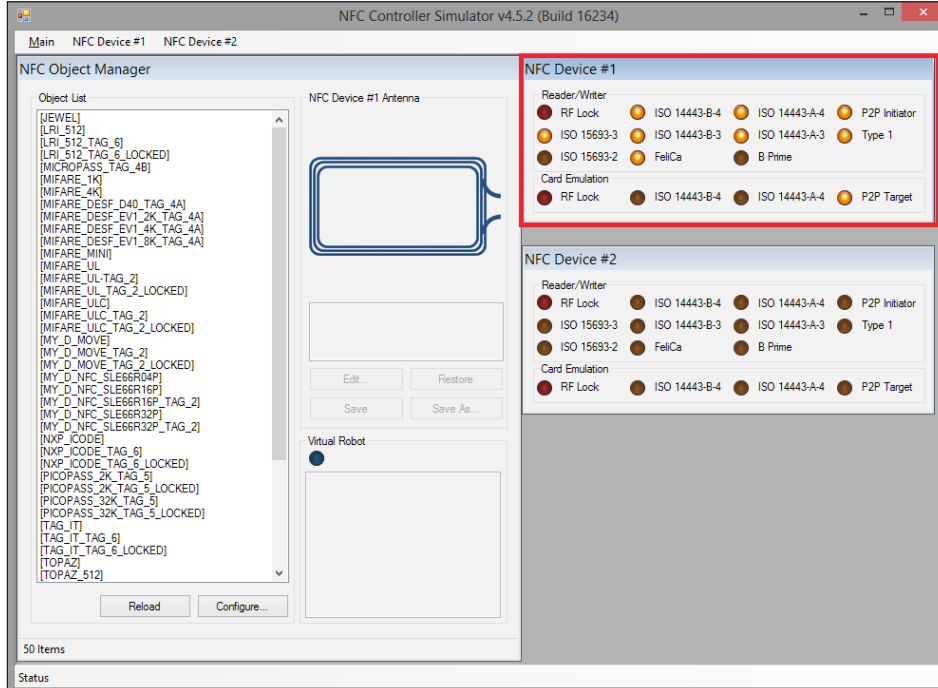 NFC Controller Simulator v4.5.2 (Build 16234)
Main NFC Device #1 NFC Device #2
NFC Object Manager
Object List
[JEWEL]
[LRI_512]
[LRI_512_TAG_6]
[LRI_512_TAG_6_LOCKED]
[MICROPASS_TAG_4B]
[MIFARE_1K]
[MIFARE_4K]
[MIFARE_DESF_D40_TAG_4A]
[MIFARE_DESF_EV1_2K_TAG_4A]
[MIFARE_DESF_EV1_4K_TAG_4A]
[MIFARE_DESF_EV1_8K_TAG_4A]
[MIFARE_MINI]
[MIFARE_UL
[MIFARE_UL-TAG_2]
[MIFARE_UL_TAG_2_LOCKED]
[MIFARE_ULC]
[MIFARE_ULC_TAG_2]
[MIFARE_ULC_TAG_2_LOCKED]
[MY_D_MOVE]
[MY_D_MOVE_TAG_2]
[MY_D_MOVE_TAG_2_LOCKED]
[MY_D_NFC_SLE66R04P]
[MY_D_NFC_SLE66R16P]
[MY_D_NFC_SLE66R16P_TAG_2]
[MY_D_NFC_SLE66R32P]
[MY_D_NFC_SLE66R32P_TAG_2]
[NXP_ICODE]
[NXP_ICODE_TAG_6]
[NXP_ICODE_TAG_6_LOCKED]
[PICOPASS_2K_TAG_5]
[PICOPASS_2K_TAG_5_LOCKED]
[PICOPASS_32K_TAG_5]
[PICOPASS_32K_TAG_5_LOCKED]
[TAG_IT]
[TAG_IT_TAG_6]
[TAG_IT_TAG_6_LOCKED]
[TOPAZ]
[TOPAZ_512]
Reload Configure...
50 Items
Status
NFC Device #1 Antenna
Edit... Restore
Save Save As...
Virtual Robot
NFC Device #1
Reader/Writer
RF Lock ISO 14443-B-4 ISO 14443-A-4 P2P Initiator
ISO 15693-3 ISO 14443-B-3 ISO 14443-A-3 Type 1
ISO 15693-2 FeliCa B Prime
Card Emulation
RF Lock ISO 14443-B-4 ISO 14443-A-4 P2P Target
NFC Device #2
Reader/Writer
RF Lock ISO 14443-B-4 ISO 14443-A-4 P2P Initiator
ISO 15693-3 ISO 14443-B-3 ISO 14443-A-3 Type 1
ISO 15693-2 FeliCa B Prime
Card Emulation
RF Lock ISO 14443-B-4 ISO 14443-A-4 P2P Target